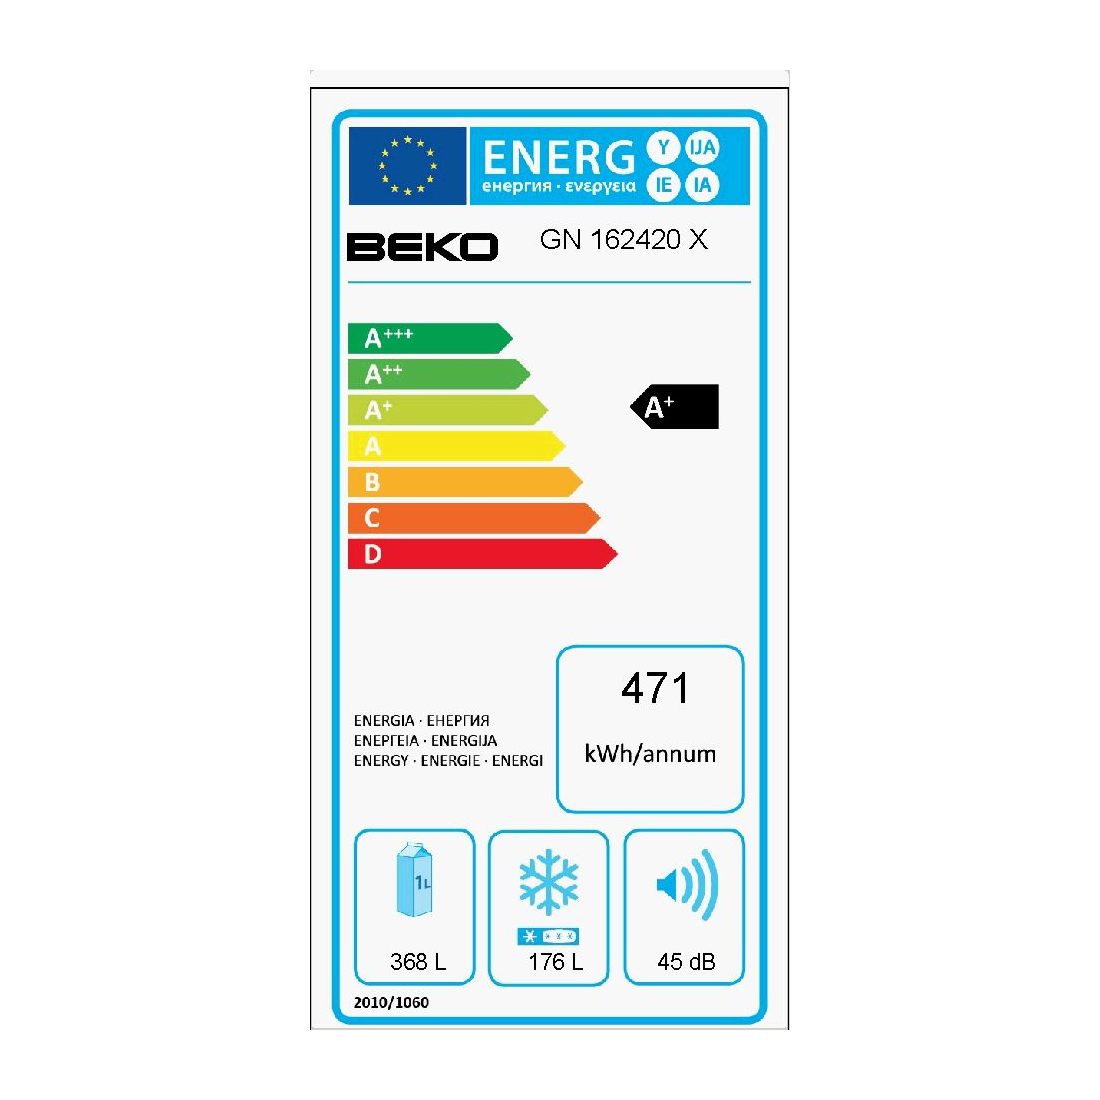 ENERG Y IJA
енергия · ενεργεια IE IA
BEKO GN 162420 X
A+++
A++
A+
A+
A
B
C
D
471
kWh/annum
ENERGIA · ЕНЕРГИЯ
ΕΝΕΡΓΕΙΑ · ENERGIJA
ENERGY · ENERGIE · ENERGI
1L
368 L
176 L
45 dB
2010/1060